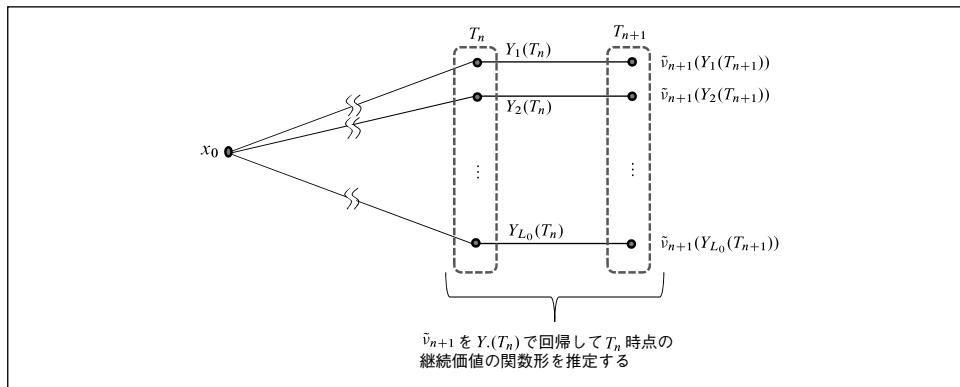 T_n T_{n+1}
Y_1(T_n) ṽ_{n+1}(Y_1(T_{n+1}))
Y_2(T_n) ṽ_{n+1}(Y_2(T_{n+1}))
x_0
⋮ ⋮
Y_{L_0}(T_n) ṽ_{n+1}(Y_{L_0}(T_{n+1}))
ṽ_{n+1} を Y.(T_n) で回帰して T_n 時点の
継続価値の関数形を推定する